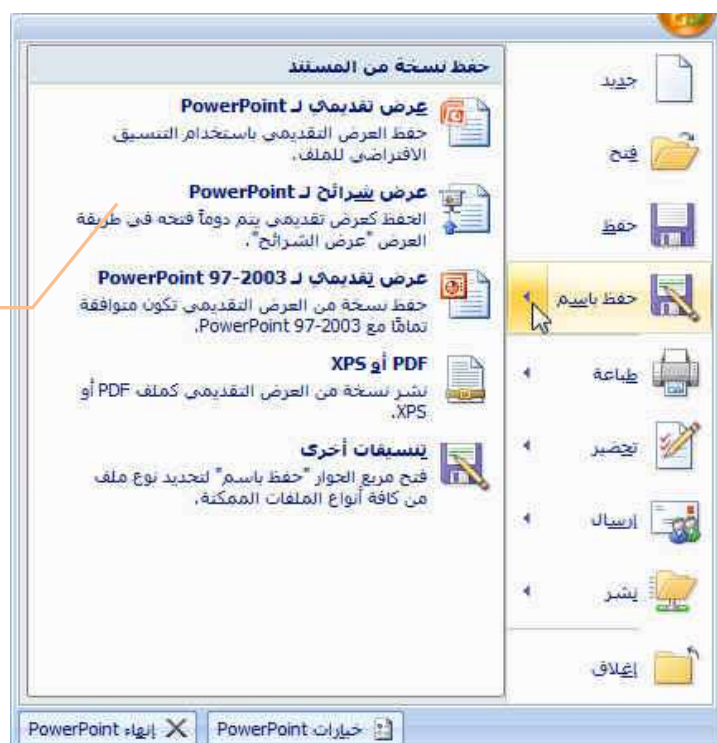 جديد
فتح
حفظ
حفظ باسم
طباعة
تحضير
إرسال
نشر
إغلاق
حفظ نسخة من المستند
عرض تقديمي لـ PowerPoint
حفظ العرض التقديمي باستخدام التنسيق
الافتراضي للملف.
عرض شرائح لـ PowerPoint
الحفظ كعرض تقديمي يتم دوماً فتحه في طريقة
العرض "عرض الشرائح".
عرض تقديمي لـ PowerPoint 97-2003
حفظ نسخة من العرض التقديمي تكون متوافقة
تمامًا مع PowerPoint 97-2003.
PDF أو XPS
نشر نسخة من العرض التقديمي كملف PDF أو
XPS.
تنسيقات أخرى
فتح مربع الحوار "حفظ باسم" لتحديد نوع ملف
من كافة أنواع الملفات الممكنة.
خيارات PowerPoint
إنهاء PowerPoint